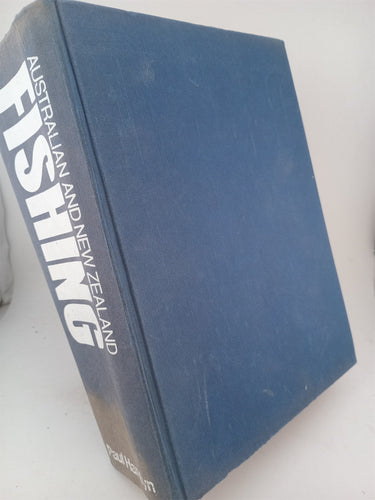 AUSTRALIAN AND NEW ZEALAND
FISHING
Paul Hamlyn